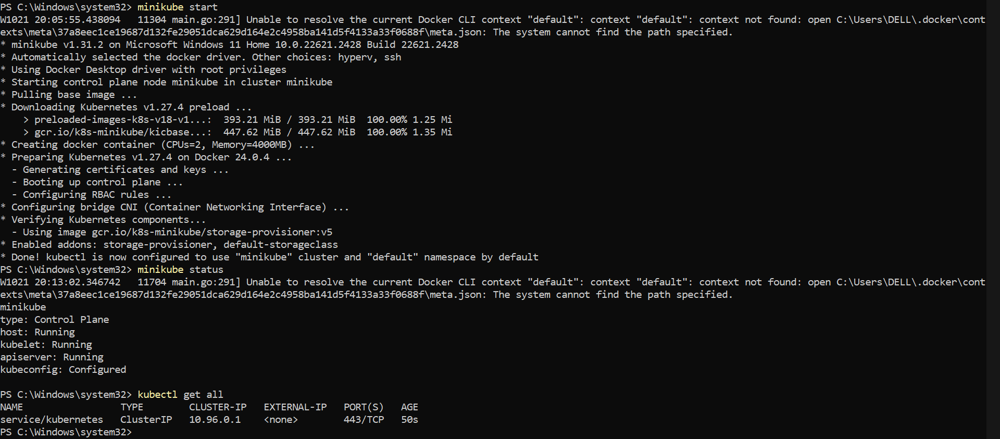 PS C:\Windows\system32> minikube start
W1021 20:05:55.438094   11304 main.go:291] Unable to resolve the current Docker CLI context "default": context "default": context not found: open C:\Users\DELL\.docker\cont
exts\meta\37a8eec1ce19687d132fe29051dca629d164e2c4958ba141d5f4133a33f0688f\meta.json: The system cannot find the path specified.
* minikube v1.31.2 on Microsoft Windows 11 Home 10.0.22621.2428 Build 22621.2428
* Automatically selected the docker driver. Other choices: hyperv, ssh
* Using Docker Desktop driver with root privileges
* Starting control plane node minikube in cluster minikube
* Pulling base image ...
* Downloading Kubernetes v1.27.4 preload ...
    > preloaded-images-k8s-v18-v1...:  393.21 MiB / 393.21 MiB  100.00% 1.25 Mi
    > gcr.io/k8s-minikube/kicbase...:  447.62 MiB / 447.62 MiB  100.00% 1.35 Mi
* Creating docker container (CPUs=2, Memory=4000MB) ...
* Preparing Kubernetes v1.27.4 on Docker 24.0.4 ...
  - Generating certificates and keys ...
  - Booting up control plane ...
  - Configuring RBAC rules ...
* Configuring bridge CNI (Container Networking Interface) ...
* Verifying Kubernetes components...
  - Using image gcr.io/k8s-minikube/storage-provisioner:v5
* Enabled addons: storage-provisioner, default-storageclass
* Done! kubectl is now configured to use "minikube" cluster and "default" namespace by default
PS C:\Windows\system32> minikube status
W1021 20:13:02.346742   11704 main.go:291] Unable to resolve the current Docker CLI context "default": context "default": context not found: open C:\Users\DELL\.docker\cont
exts\meta\37a8eec1ce19687d132fe29051dca629d164e2c4958ba141d5f4133a33f0688f\meta.json: The system cannot find the path specified.
minikube
type: Control Plane
host: Running
kubelet: Running
apiserver: Running
kubeconfig: Configured

PS C:\Windows\system32> kubectl get all
NAME                 TYPE        CLUSTER-IP   EXTERNAL-IP   PORT(S)   AGE
service/kubernetes   ClusterIP   10.96.0.1    <none>        443/TCP   50s
PS C:\Windows\system32>